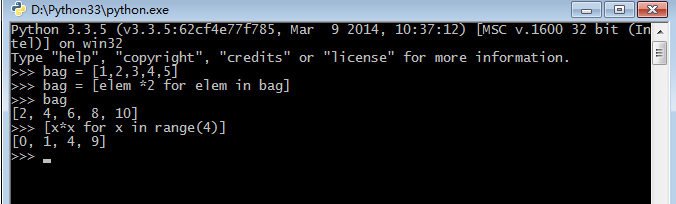 D:\Python33\python.exe
Python 3.3.5 (v3.3.5:62cf4e77f785, Mar  9 2014, 10:37:12) [MSC v.1600 32 bit (In
tel)] on win32
Type "help", "copyright", "credits" or "license" for more information.
>>> bag = [1,2,3,4,5]
>>> bag = [elem *2 for elem in bag]
>>> bag
[2, 4, 6, 8, 10]
>>> [x*x for x in range(4)]
[0, 1, 4, 9]
>>>